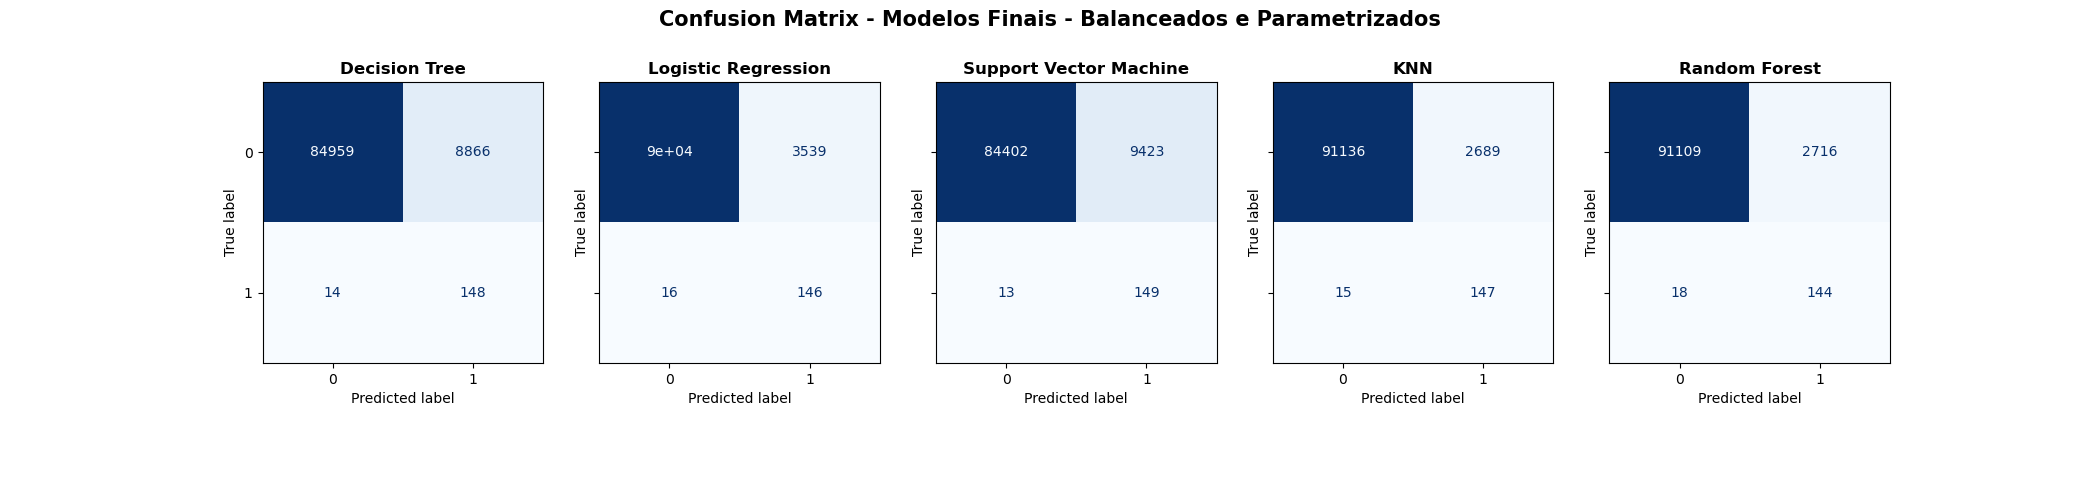 Confusion Matrix - Modelos Finais - Balanceados e Parametrizados
Decision Tree
True label
0
84959
8866
1
14
148
0
1
Predicted label
Logistic Regression
True label
9e+04
3539
16
146
0
1
Predicted label
Support Vector Machine
True label
84402
9423
13
149
0
1
Predicted label
KNN
True label
91136
2689
15
147
0
1
Predicted label
Random Forest
True label
91109
2716
18
144
0
1
Predicted label